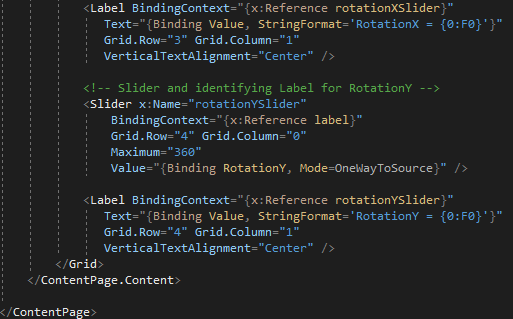 <Label BindingContext="{x:Reference rotationXSlider}"
Text="{Binding Value, StringFormat='RotationX = {0:F0}'}"
Grid.Row="3" Grid.Column="1"
VerticalTextAlignment="Center" />
<!-- Slider and identifying Label for RotationY -->
<Slider x:Name="rotationYSlider"
BindingContext="{x:Reference label}"
Grid.Row="4" Grid.Column="0"
Maximum="360"
Value="{Binding RotationY, Mode=OneWayToSource}" />
<Label BindingContext="{x:Reference rotationYSlider}"
Text="{Binding Value, StringFormat='RotationY = {0:F0}'}"
Grid.Row="4" Grid.Column="1"
VerticalTextAlignment="Center" />
</Grid>
</ContentPage.Content>
</ContentPage>